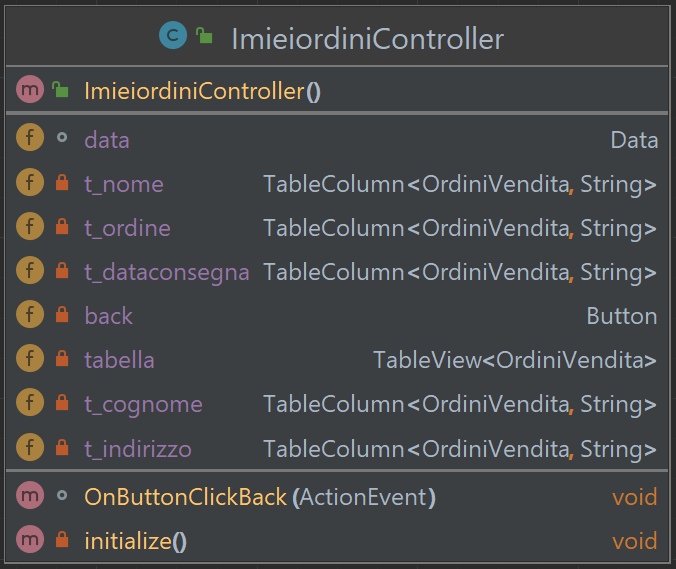 C ImieiordiniController
m ImieiordiniController()
f data Data
f t_nome TableColumn<OrdiniVendita, String>
f t_ordine TableColumn<OrdiniVendita, String>
f t_dataconsegna TableColumn<OrdiniVendita, String>
f back Button
f tabella TableView<OrdiniVendita>
f t_cognome TableColumn<OrdiniVendita, String>
f t_indirizzo TableColumn<OrdiniVendita, String>
m OnButtonClickBack(ActionEvent) void
m initialize() void